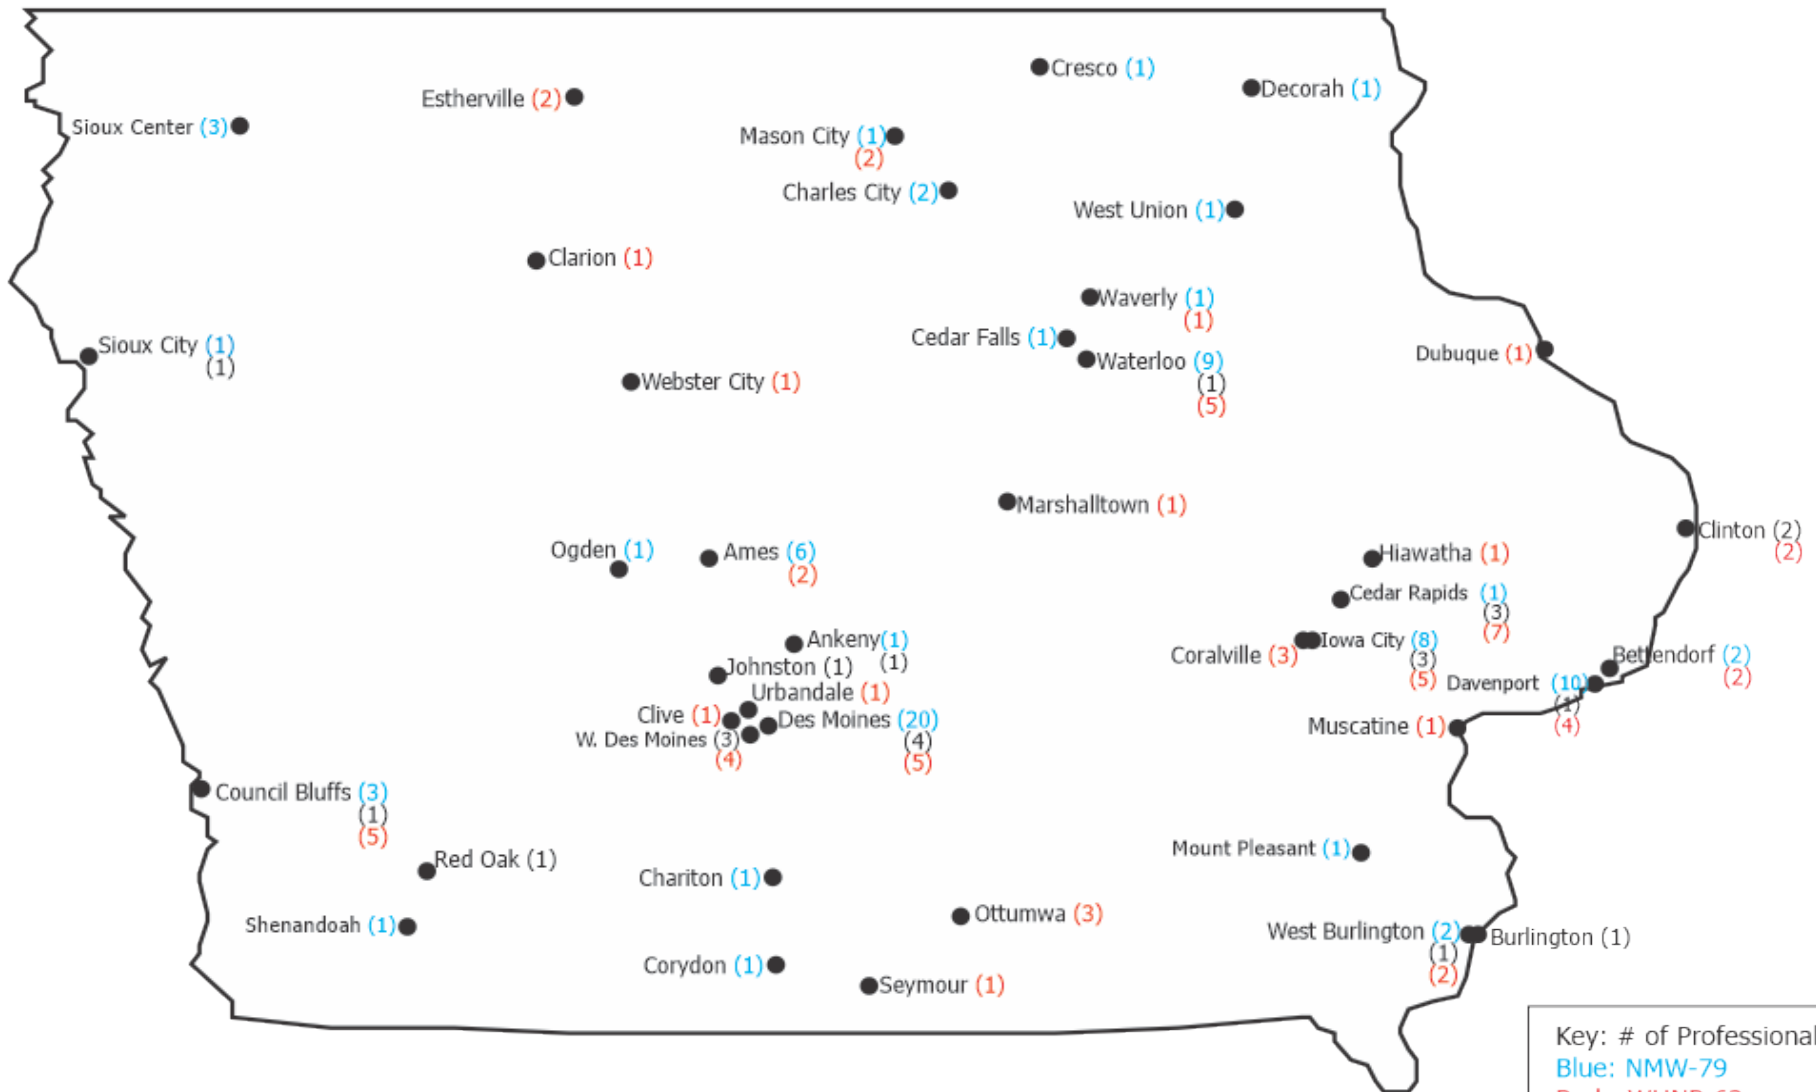 Cresco (1)
Decorah (1)
Estherville (2)
Sioux Center (3)
Mason City (1)
(2)
Charles City (2)
West Union (1)
Clarion (1)
Waverly (1)
(1)
Cedar Falls (1)
Sioux City (1)
(1)
Dubuque (1)
Waterloo (9)
(1)
(5)
Webster City (1)
Marshalltown (1)
Clinton (2)
(2)
Ogden (1)
Ames (6)
(2)
Hiawatha (1)
Cedar Rapids (1)
(3)
(7)
Ankeny(1)
(1)
Iowa City (8)
(3)
(5)
Coralville (3)
Bettendorf (2)
(2)
Johnston (1)
Davenport (10)
(1)
(4)
Urbandale (1)
Clive (1)
Des Moines (20)
(4)
(5)
W. Des Moines (3)
(4)
Muscatine (1)
Council Bluffs (3)
(1)
(5)
Mount Pleasant (1)
Red Oak (1)
Chariton (1)
Ottumwa (3)
Shenandoah (1)
West Burlington (2)
(1)
(2)
Burlington (1)
Corydon (1)
Seymour (1)
Key: # of Professional
Blue: NMW-79